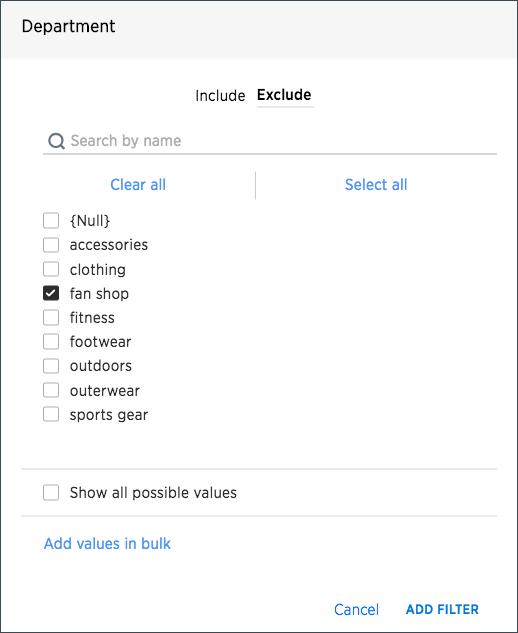 Department
Include Exclude
Search by name
Clear all Select all
{Null}
accessories
clothing
fan shop
fitness
footwear
outdoors
outerwear
sports gear
Show all possible values
Add values in bulk
Cancel ADD FILTER